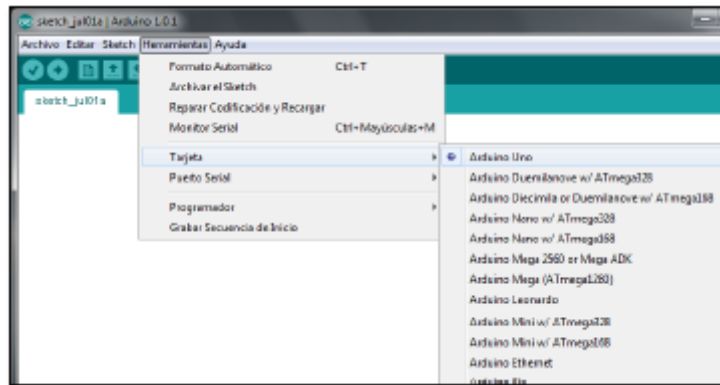 sketch_jul01a | Arduino 1.0.1
Archivo Editar Sketch Herramientas Ayuda
sketch_jul01a
Formato Automático Ctrl+T
Archivar el Sketch
Reparar Codificación y Recargar
Monitor Serial Ctrl+Mayúsculas+M
Tarjeta
Puerto Serial
Programador
Grabar Secuencia de Inicio
Arduino Uno
Arduino Duemilanove w/ ATmega328
Arduino Diecimila or Duemilanove w/ ATmega168
Arduino Nano w/ ATmega328
Arduino Nano w/ ATmega168
Arduino Mega 2560 or Mega ADK
Arduino Mega (ATmega1280)
Arduino Leonardo
Arduino Mini w/ ATmega328
Arduino Mini w/ ATmega168
Arduino Ethernet
Arduino Fio